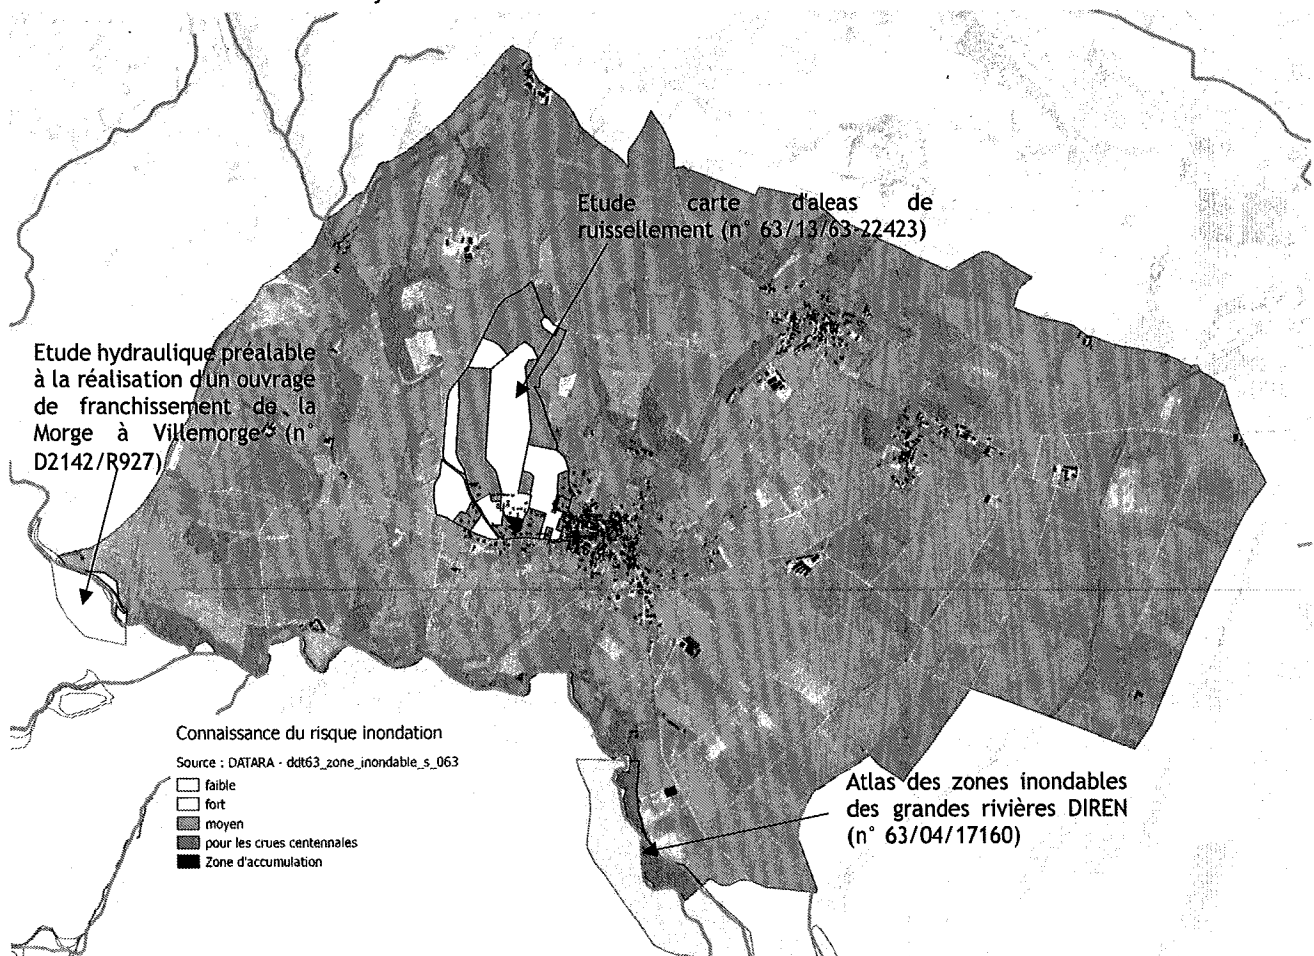 Etude carte d'aleas de
ruissellement (n° 63/13/63-22423)
Etude hydraulique préalable
à la réalisation d'un ouvrage
de franchissement de la
Morge à Villemorge (n°
D2142/R927)
Connaissance du risque inondation
Source : DATARA - ddt63_zone_inondable_s_063
faible
fort
moyen
pour les crues centennales
Zone d'accumulation
Atlas des zones inondables
des grandes rivières DIREN
(n° 63/04/17160)